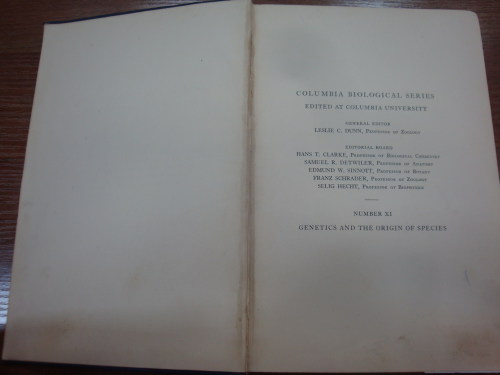 COLUMBIA BIOLOGICAL SERIES
EDITED AT COLUMBIA UNIVERSITY
GENERAL EDITOR
LESLIE C. DUNN, PROFESSOR OF ZOOLOGY
EDITORIAL BOARD
HANS T. CLARKE, PROFESSOR OF BIOLOGICAL CHEMISTRY
SAMUEL R. DETWILER, PROFESSOR OF ANATOMY
EDMUND W. SINNOTT, PROFESSOR OF BOTANY
FRANZ SCHRADER, PROFESSOR OF ZOOLOGY
SELIG HECHT, PROFESSOR OF BIOPHYSICS
NUMBER XI
GENETICS AND THE ORIGIN OF SPECIES